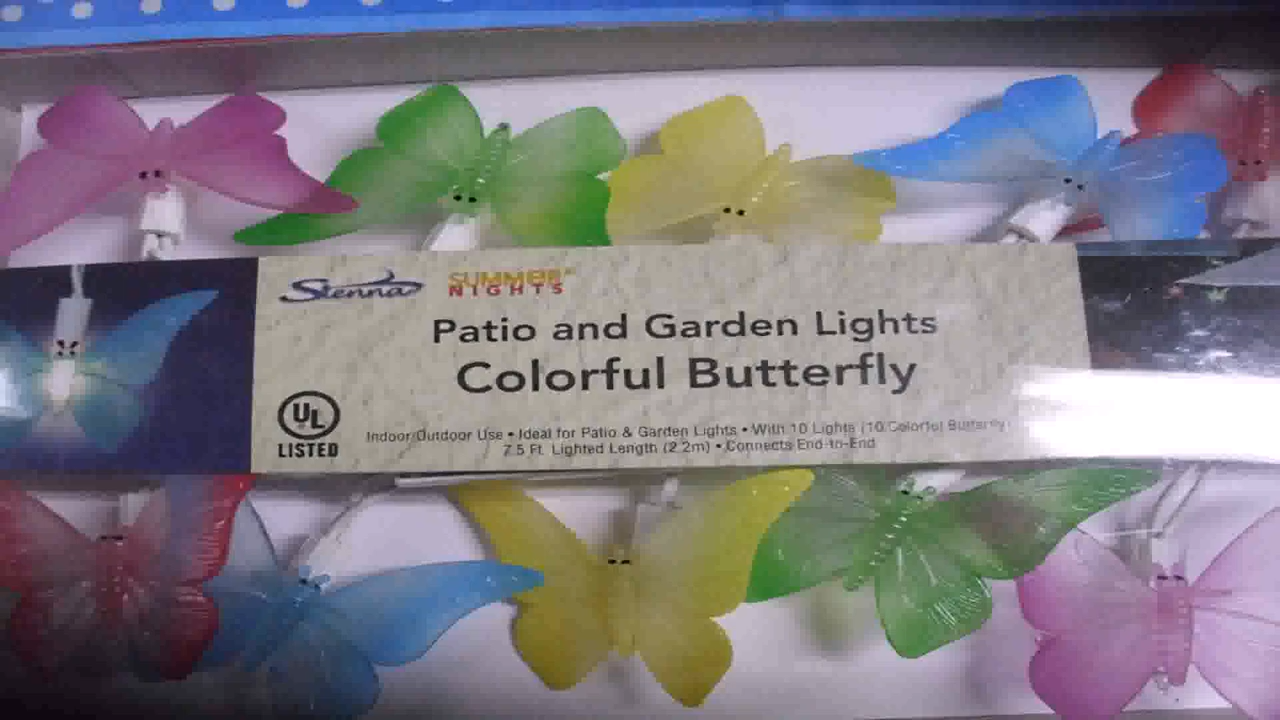 Sienna
SUMMER NIGHTS
Patio and Garden Lights
Colorful Butterfly
UL
LISTED
Indoor/Outdoor Use • Ideal for Patio & Garden Lights • With 10 Lights (10 Colorful Butterfly
7.5 Ft. Lighted Length (2.2m) • Connects End-to-End